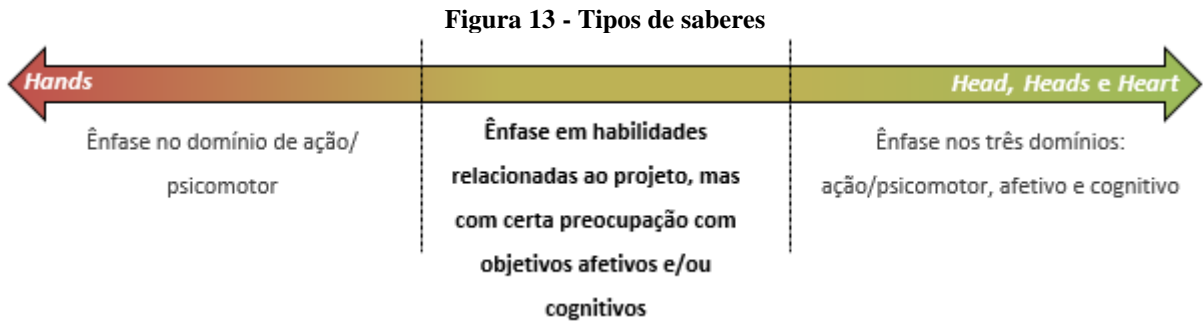 Figura 13 - Tipos de saberes
Hands
Head, Heads e Heart
Ênfase no domínio de ação/
psicomotor
Ênfase em habilidades
relacionadas ao projeto, mas
com certa preocupação com
objetivos afetivos e/ou
cognitivos
Ênfase nos três domínios:
ação/psicomotor, afetivo e cognitivo